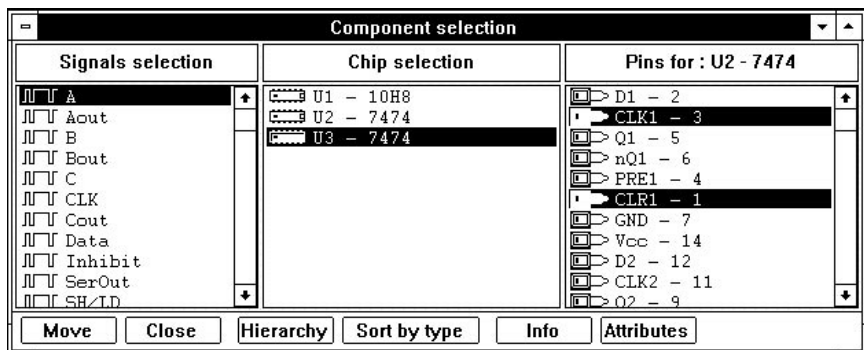 Component selection
Signals selection
Chip selection
Pins for : U2 - 7474
A
Aout
B
Bout
C
CLK
Cout
Data
Inhibit
SerOut
SH/LD
U1 - 10H8
U2 - 7474
U3 - 7474
D1 - 2
CLK1 - 3
Q1 - 5
nQ1 - 6
PRE1 - 4
CLR1 - 1
GND - 7
Vcc - 14
D2 - 12
CLK2 - 11
Q2 - 9
Move
Close
Hierarchy
Sort by type
Info
Attributes